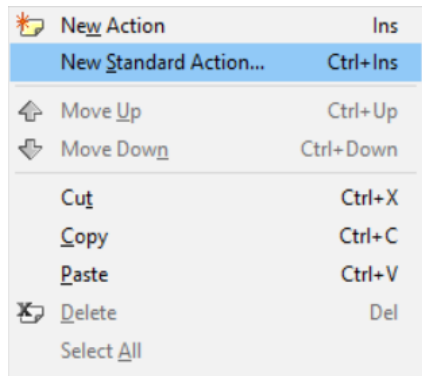 New Action Ins
New Standard Action... Ctrl+Ins
Move Up Ctrl+Up
Move Down Ctrl+Down
Cut Ctrl+X
Copy Ctrl+C
Paste Ctrl+V
Delete Del
Select All